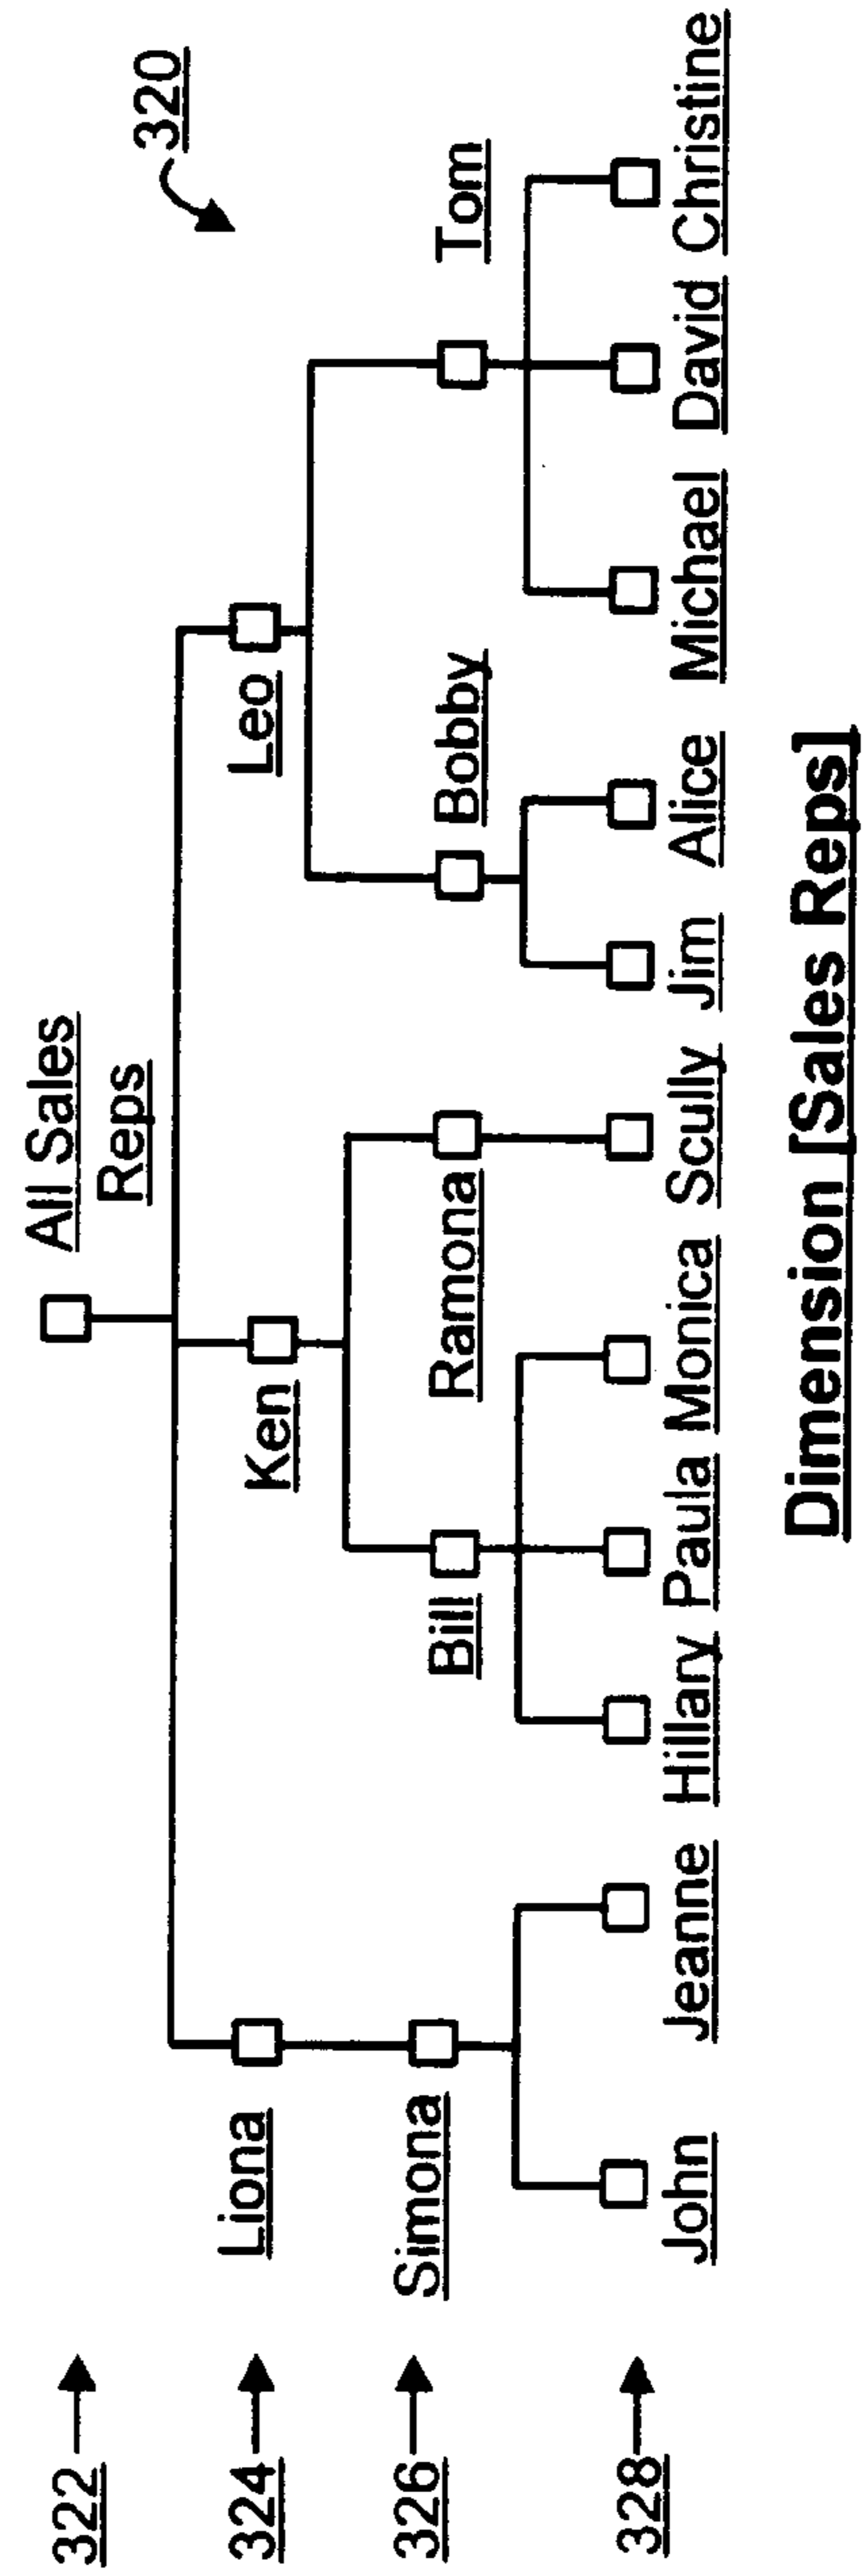 320
All Sales
Reps
322
324
Liona
Ken
Leo
326
Simona
Bill
Ramona
Bobby
Tom
328
John Jeanne Hillary Paula Monica Scully Jim Alice Michael David Christine
Dimension [Sales Reps]